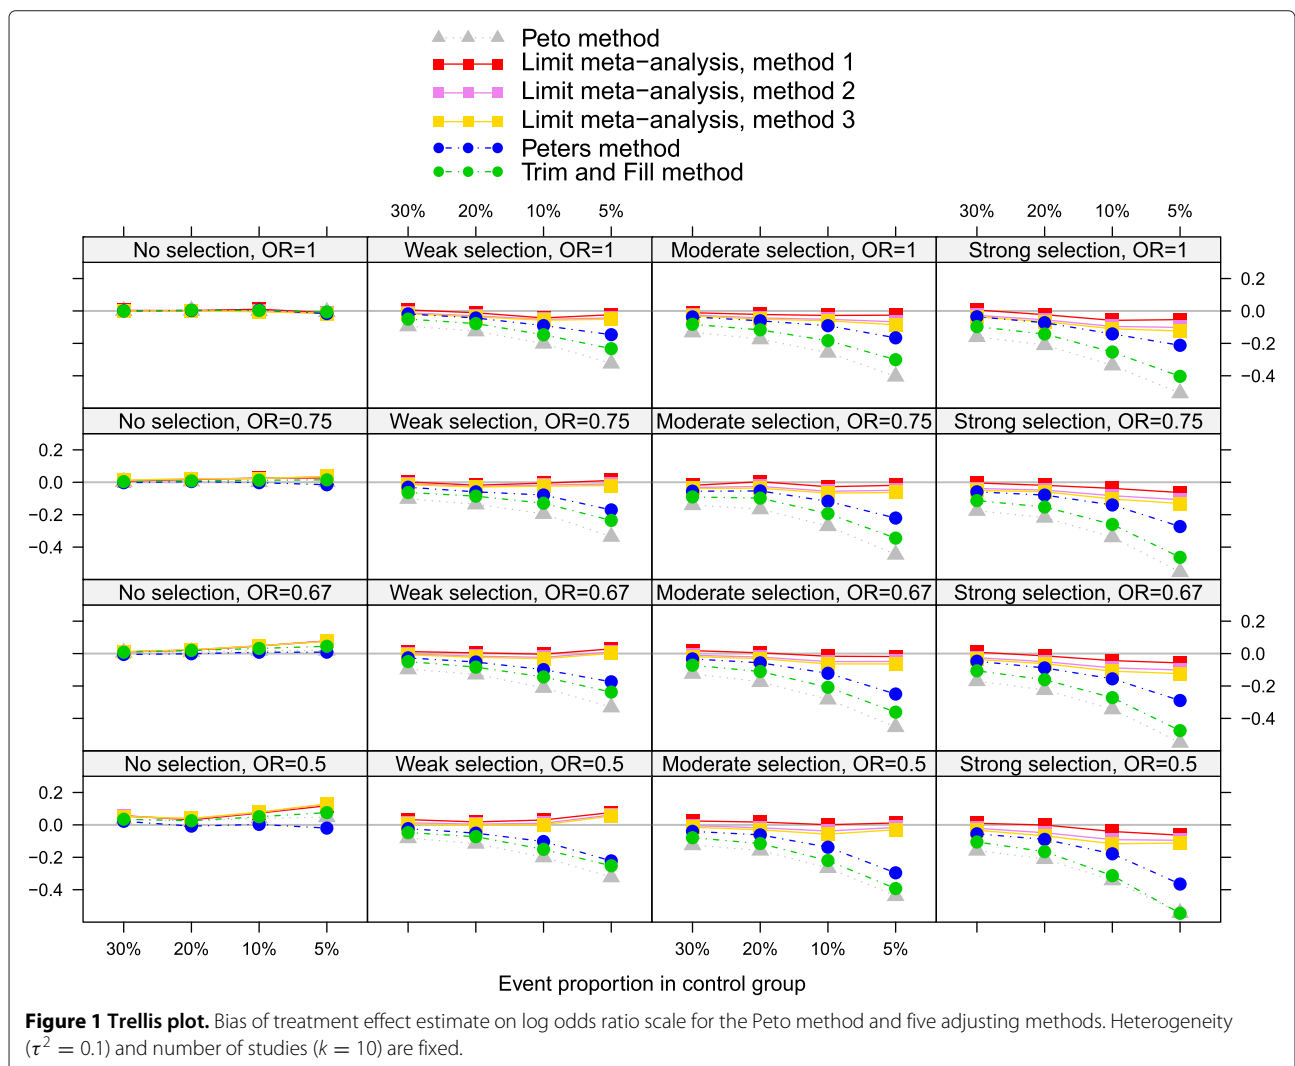 Peto method
Limit meta−analysis, method 1
Limit meta−analysis, method 2
Limit meta−analysis, method 3
Peters method
Trim and Fill method
30% 20% 10% 5% 30% 20% 10% 5%
No selection, OR=1 Weak selection, OR=1 Moderate selection, OR=1 Strong selection, OR=1
0.2
0.0
−0.2
−0.4
No selection, OR=0.75 Weak selection, OR=0.75 Moderate selection, OR=0.75 Strong selection, OR=0.75
0.2
0.0
−0.2
−0.4
No selection, OR=0.67 Weak selection, OR=0.67 Moderate selection, OR=0.67 Strong selection, OR=0.67
0.2
0.0
−0.2
−0.4
No selection, OR=0.5 Weak selection, OR=0.5 Moderate selection, OR=0.5 Strong selection, OR=0.5
0.2
0.0
−0.2
−0.4
30% 20% 10% 5% 30% 20% 10% 5%
Event proportion in control group
Figure 1 Trellis plot. Bias of treatment effect estimate on log odds ratio scale for the Peto method and five adjusting methods. Heterogeneity
(τ² = 0.1) and number of studies (k = 10) are fixed.